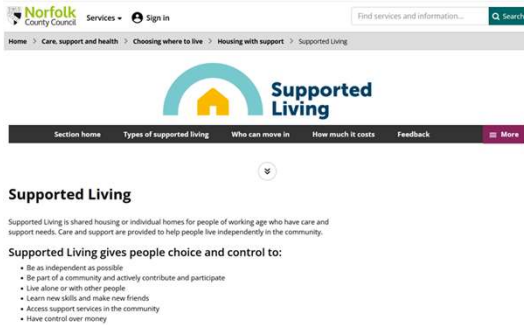 Norfolk
County Council
Services
Sign in
Find services and information...
Search
Home > Care, support and health > Choosing where to live > Housing with support > Supported Living
Supported
Living
Section home
Types of supported living
Who can move in
How much it costs
Feedback
More
Supported Living
Supported Living is shared housing or individual homes for people of working age who have care and
support needs. Care and support are provided to help people live independently in the community.
Supported Living gives people choice and control to:
• Be as independent as possible
• Be part of a community and actively contribute and participate
• Live alone or with other people
• Learn new skills and make new friends
• Access support services in the community
• Have control over money